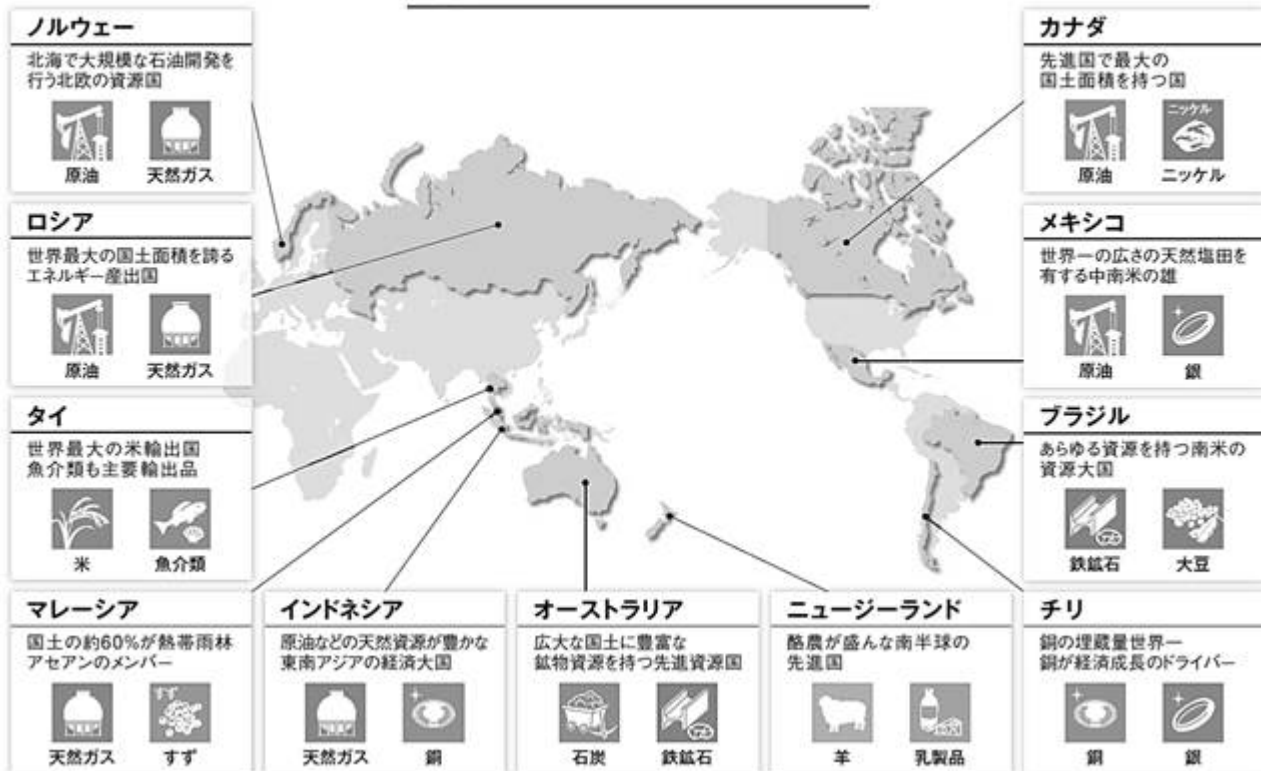 ノルウェー
北海で大規模な石油開発を
行う北欧の資源国
原油 天然ガス
ロシア
世界最大の国土面積を誇る
エネルギー産出国
原油 天然ガス
タイ
世界最大の米輸出国
魚介類も主要輸出品
米 魚介類
マレーシア
国土の約60%が熱帯雨林
アセアンのメンバー
すず
天然ガス すず
インドネシア
原油などの天然資源が豊かな
東南アジアの経済大国
天然ガス 銅
オーストラリア
広大な国土に豊富な
鉱物資源を持つ先進資源国
石炭 鉄鉱石
ニュージーランド
酪農が盛んな南半球の
先進国
羊 乳製品
チリ
銅の埋蔵量世界一
銅が経済成長のドライバー
銅 銀
カナダ
先進国で最大の
国土面積を持つ国
ニッケル
原油 ニッケル
メキシコ
世界一の広さの天然塩田を
有する中南米の雄
原油 銀
ブラジル
あらゆる資源を持つ南米の
資源大国
鉄鉱石 大豆